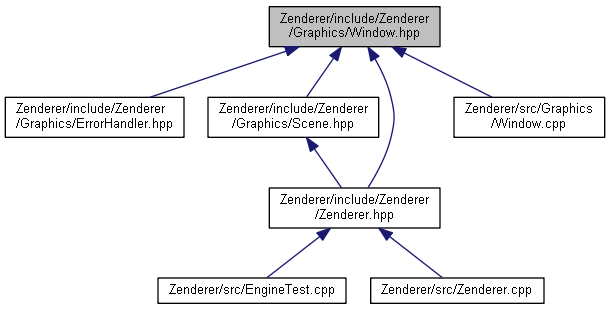 Zenderer/include/Zenderer
/Graphics/Window.hpp
Zenderer/include/Zenderer
/Graphics/ErrorHandler.hpp
Zenderer/include/Zenderer
/Graphics/Scene.hpp
Zenderer/src/Graphics
/Window.cpp
Zenderer/include/Zenderer
/Zenderer.hpp
Zenderer/src/EngineTest.cpp
Zenderer/src/Zenderer.cpp